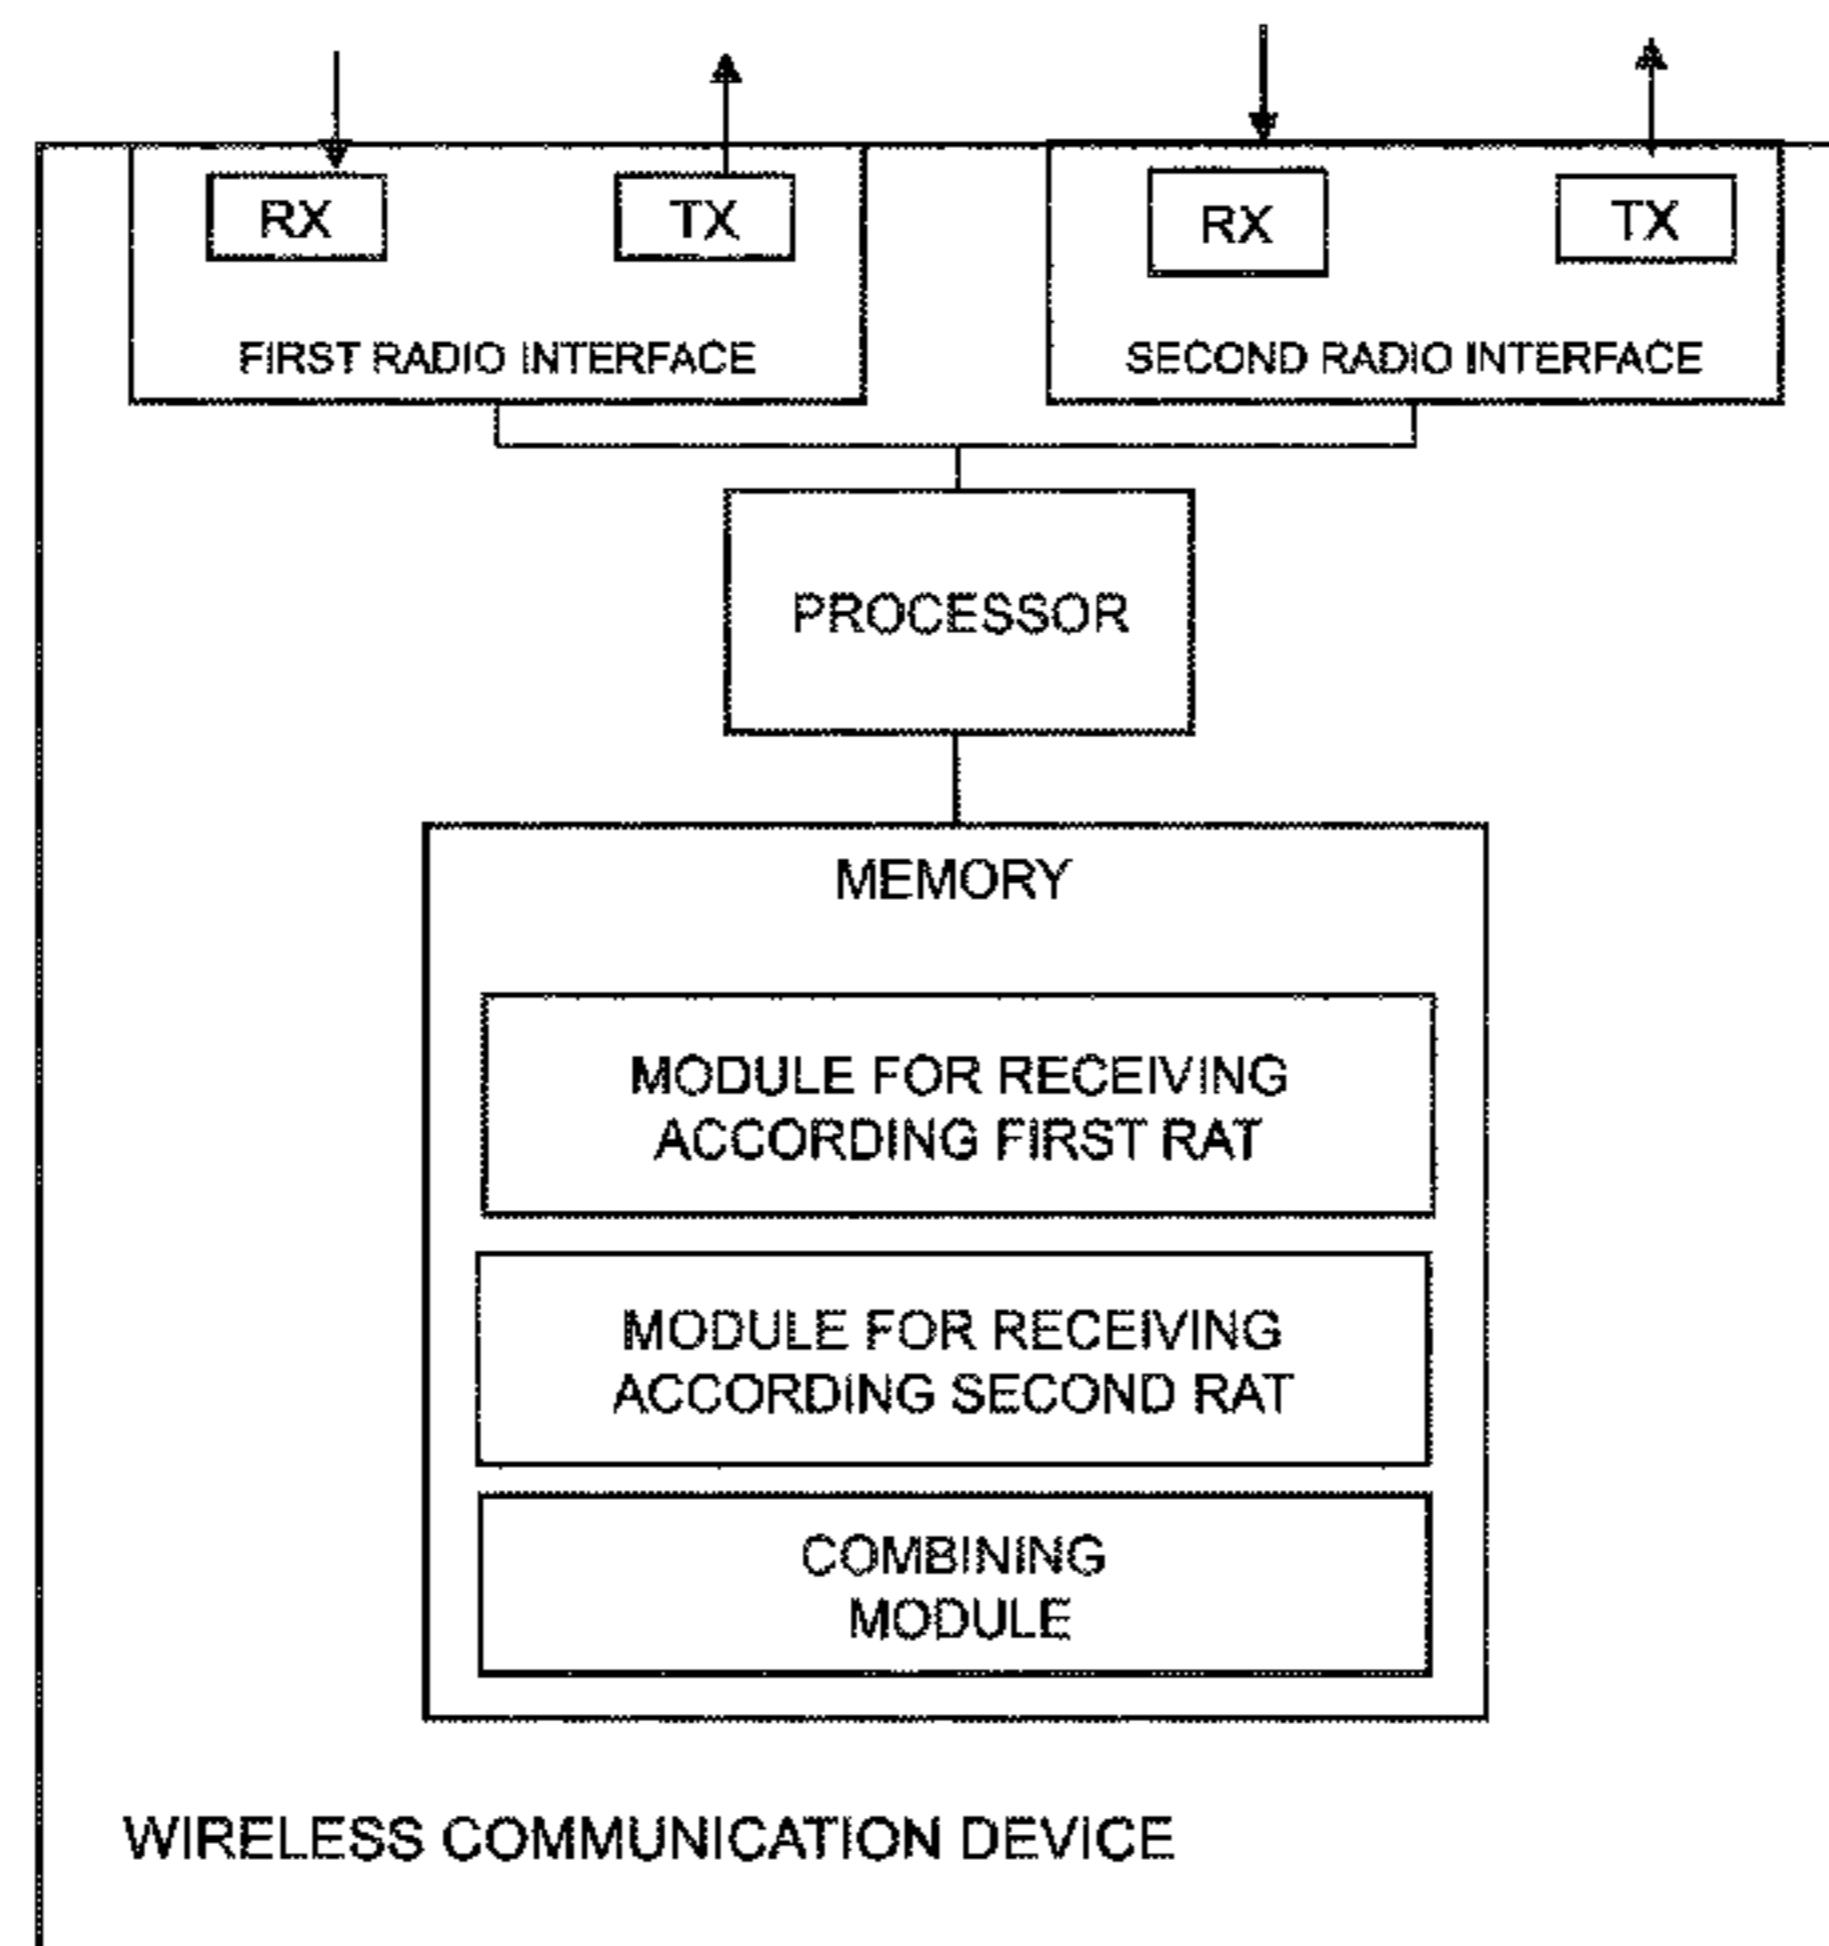 RX
TX
RX
TX
FIRST RADIO INTERFACE
SECOND RADIO INTERFACE
PROCESSOR
MEMORY
MODULE FOR RECEIVING
ACCORDING FIRST RAT
MODULE FOR RECEIVING
ACCORDING SECOND RAT
COMBINING
MODULE
WIRELESS COMMUNICATION DEVICE